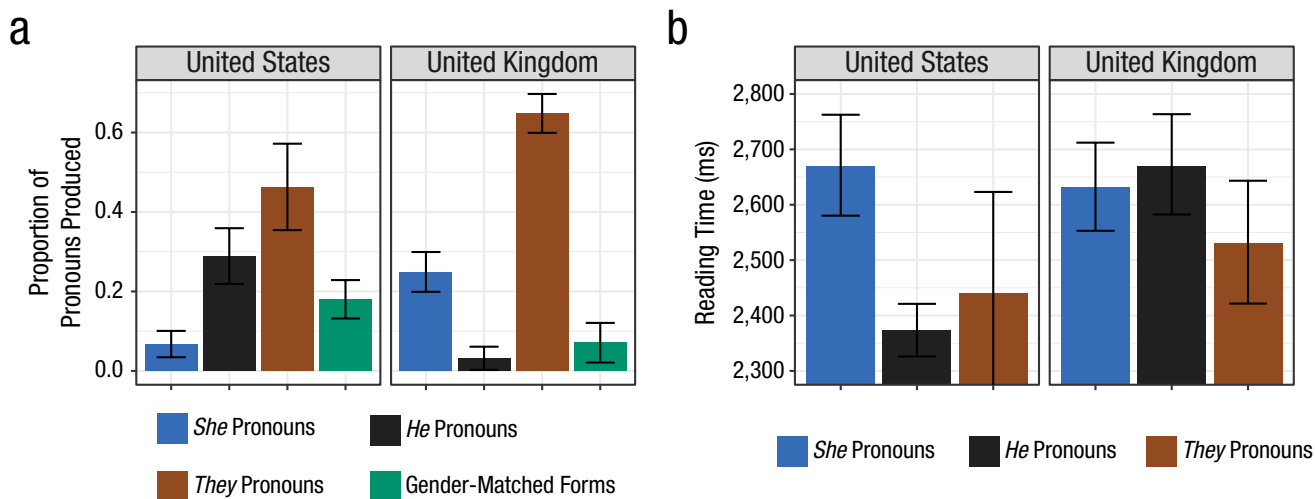 a
United States
United Kingdom
Proportion of
Pronouns Produced
0.6
0.4
0.2
0.0
She Pronouns
He Pronouns
They Pronouns
Gender-Matched Forms
b
United States
United Kingdom
Reading Time (ms)
2,800
2,700
2,600
2,500
2,400
2,300
She Pronouns
He Pronouns
They Pronouns